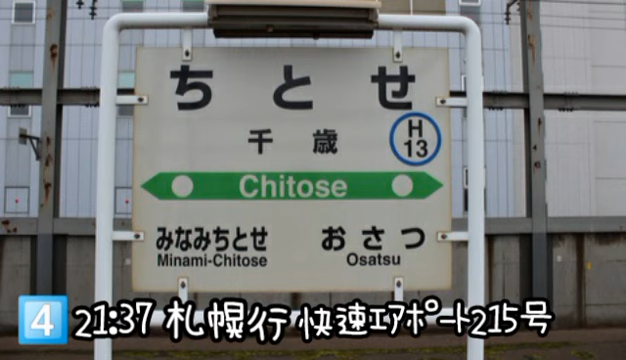 ちとせ
千歳
H
13
Chitose
みなみちとせ おさつ
Minami-Chitose Osatsu
4 21:37 札幌行 快速エアポート215号